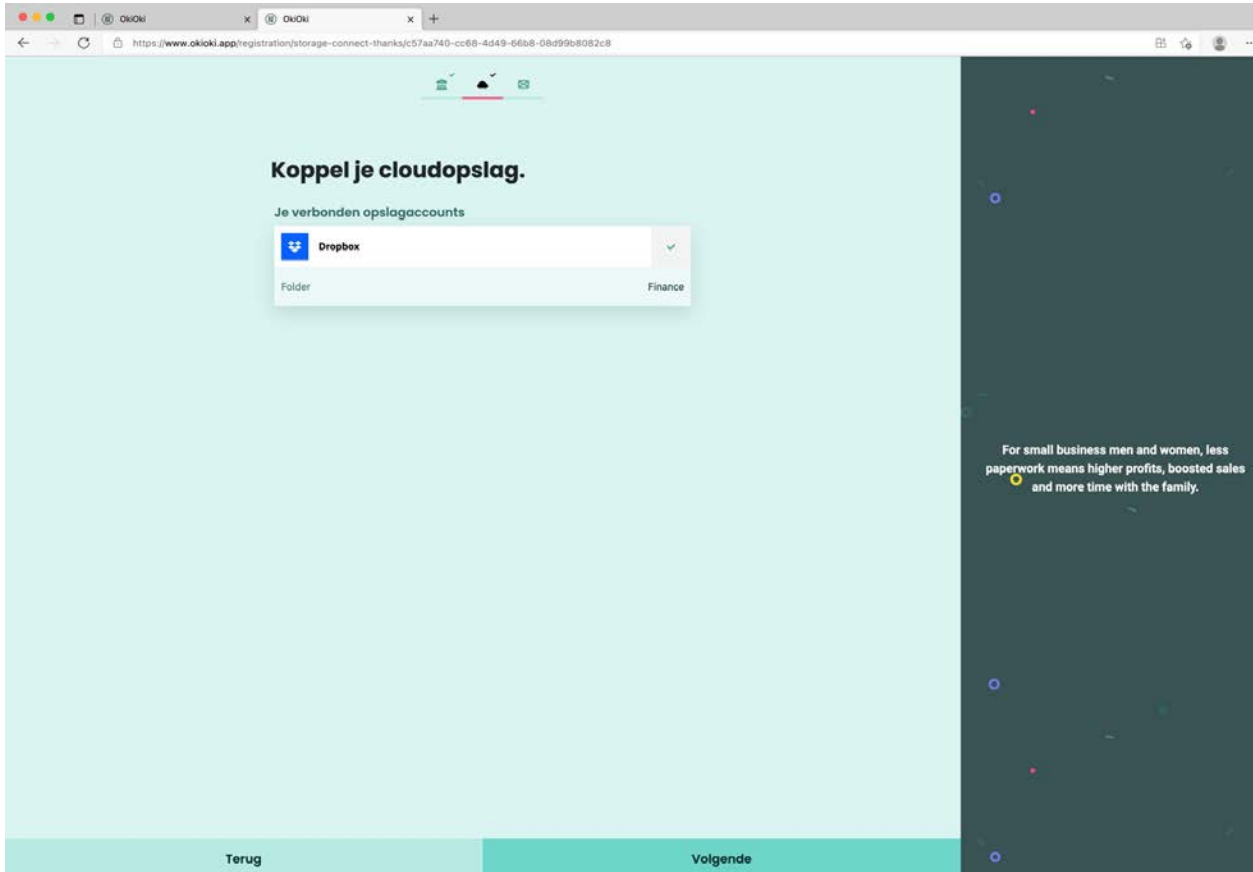 OkiOki
OkiOki
https://www.okioki.app/registration/storage-connect-thanks/c57aa740-cc68-4d49-66b8-08d99b8082c8
Koppel je cloudopslag.
Je verbonden opslagaccounts
Dropbox
Folder Finance
For small business men and women, less
paperwork means higher profits, boosted sales
and more time with the family.
Terug Volgende